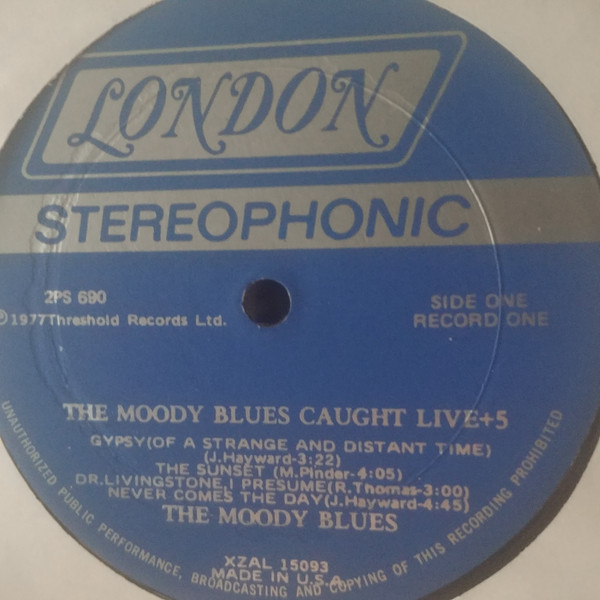 LONDON
STEREOPHONIC
2PS 690
SIDE ONE
℗1977Threshold Records Ltd.
RECORD ONE
THE MOODY BLUES CAUGHT LIVE+5
GYPSY(OF A STRANGE AND DISTANT TIME)
(J.Hayward-3:22)
THE SUNSET (M.Pinder-4:05)
DR.LIVINGSTONE,I PRESUME(R.Thomas-3:00)
NEVER COMES THE DAY(J.Hayward-4:45)
THE MOODY BLUES
XZAL 15093
MADE IN U.S.A.
UNAUTHORIZED PUBLIC PERFORMANCE, BROADCASTING AND COPYING OF THIS RECORDING PROHIBITED